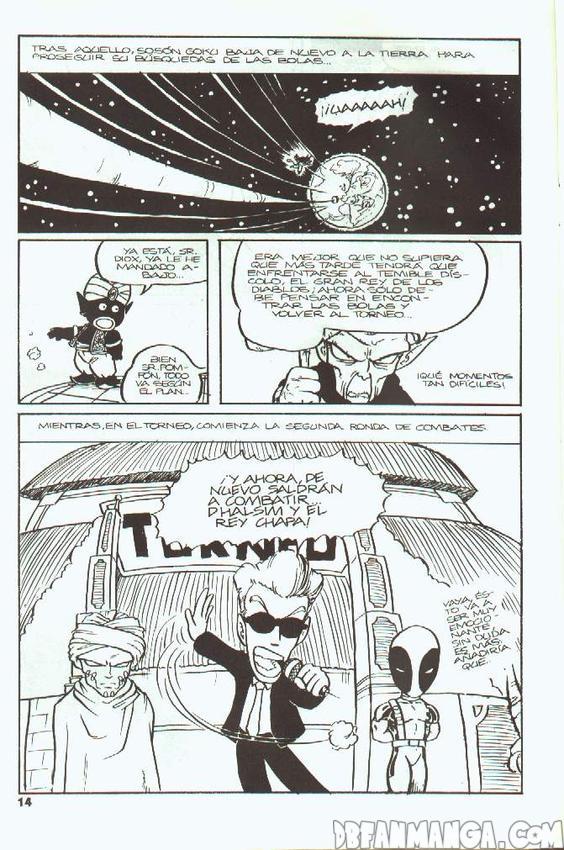 TRAS AQUELLO, SOSÓN GOKU BAJA DE NUEVO A LA TIERRA HARA
PROSEGUIR SU BÚSQUEDAS DE LAS BOLAS...
¡¡UAAAAAH!
YA ESTÁ, SR.
DIOX, YA LE HE
MANDADO A-
BAJO...
BIEN
SR. POM-
PÓN, TODO
VA SEGÚN
EL PLAN...
ERA MEJOR QUE NO SUPIERA
QUE MÁS TARDE TENDRÁ QUE
ENFRENTARSE AL TEMIBLE DÍS-
COLO, EL GRAN REY DE LOS
DIABLOS; AHORA SÓLO DE-
BE PENSAR EN ENCON-
TRAR LAS BOLAS Y
VOLVER AL TORNEO...
¡QUÉ MOMENTOS
TAN DIFÍCILES!
MIENTRAS, EN EL TORNEO, COMIENZA LA SEGUNDA RONDA DE COMBATES.
¡Y AHORA, DE
NUEVO SALDRÁN
A COMBATIR...
DHALSIM Y EL
REY CHAPA!
TORNEO
VAYA, ÉS-
TO VA A
SER MUY
EMOCIO-
NANTE,
SIN DUDA
ES MÁS,
AÑADIRÍA
QUE...
14
DBFANMANGA.COM